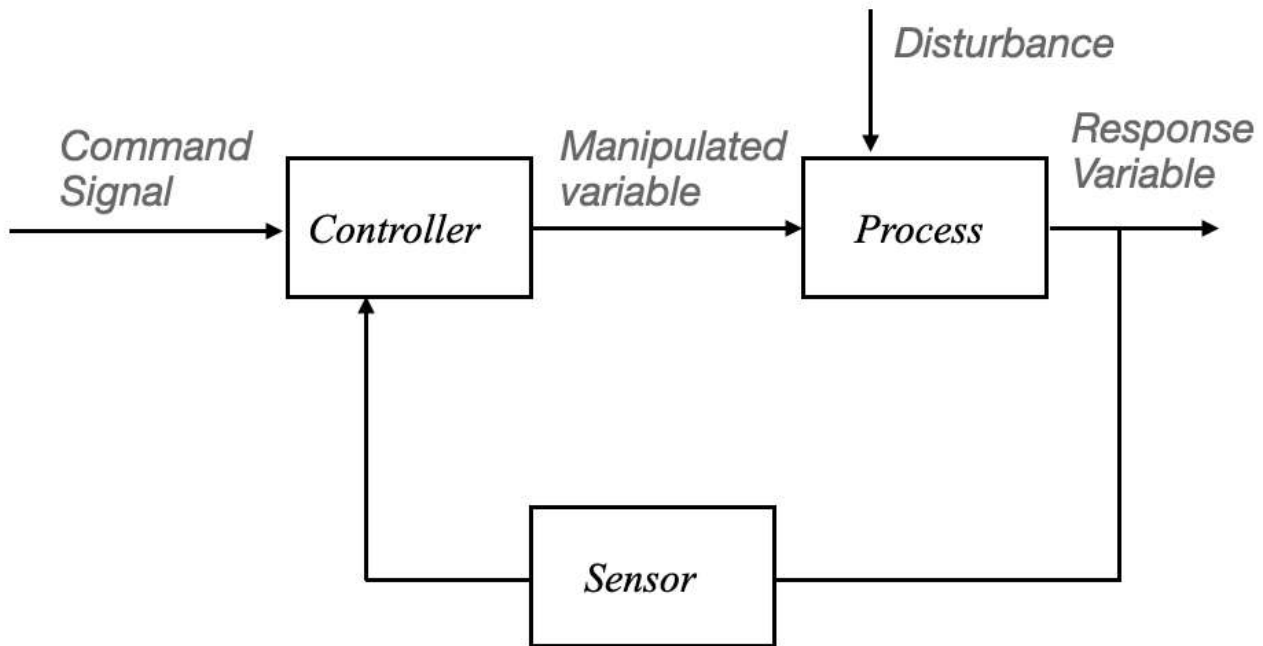 Disturbance
Command
Signal
Manipulated
variable
Response
Variable
Controller
Process
Sensor